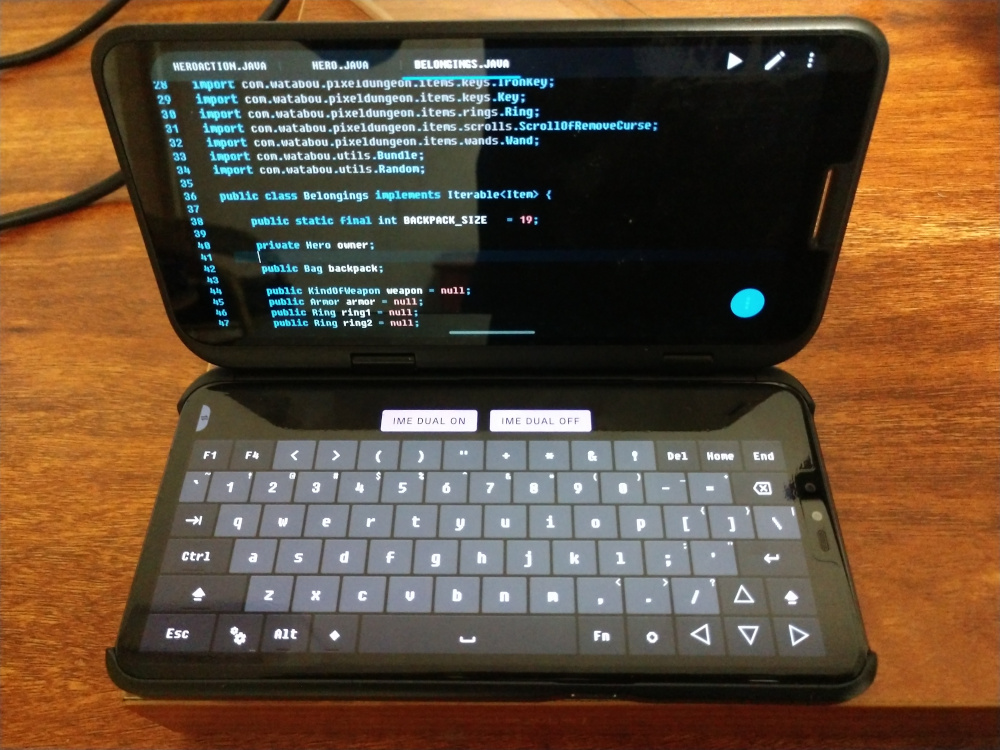 HEROACTION.JAVA HERO.JAVA BELONGINGS.JAVA
28 import com.watabou.pixeldungeon.items.keys.IronKey;
29 import com.watabou.pixeldungeon.items.keys.Key;
30 import com.watabou.pixeldungeon.items.rings.Ring;
31 import com.watabou.pixeldungeon.items.scrolls.ScrollOfRemoveCurse;
32 import com.watabou.pixeldungeon.items.wands.Wand;
33 import com.watabou.utils.Bundle;
34 import com.watabou.utils.Random;
35
36 public class Belongings implements Iterable<Item> {
37
38 public static final int BACKPACK_SIZE = 19;
39
40 private Hero owner;
41
42 public Bag backpack;
43
44 public KindOfWeapon weapon = null;
45 public Armor armor = null;
46 public Ring ring1 = null;
47 public Ring ring2 = null;
IME DUAL ON IME DUAL OFF
F1 F4 < > ( ) " + * & ! Del Home End
` ~ 1 ! 2 @ 3 # 4 $ 5 % 6 ^ 7 & 8 * 9 ( 0 ) - _ = +
q w e r t y u i o p [ { ] } \ |
Ctrl a s d f g h j k l ; : ' "
z x c v b n m , < . > / ?
Esc Alt Fn